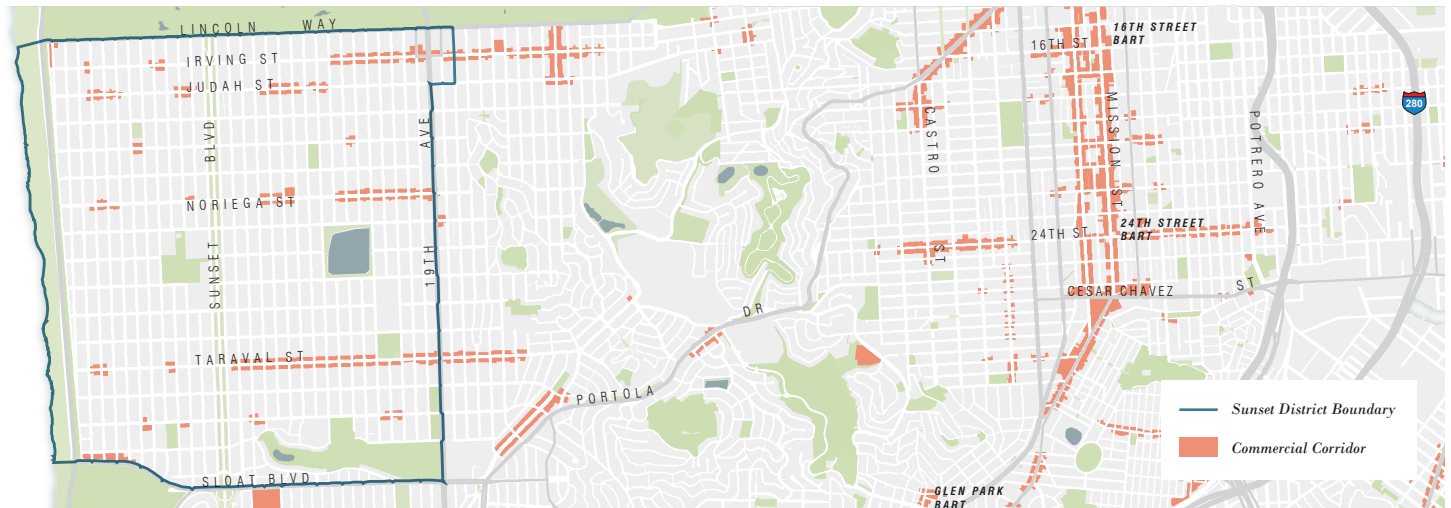 LINCOLN WAY
IRVING ST
JUDAH ST
SUNSET BLVD
19TH AVE
NORIEGA ST
TARAVAL ST
SLOAT BLVD
PORTOLA DR
CASTRO ST
16TH ST
16TH STREET
BART
MISSION ST
24TH ST
24TH STREET
BART
POTRERO AVE
CESAR CHAVEZ ST
280
GLEN PARK
BART
Sunset District Boundary
Commercial Corridor